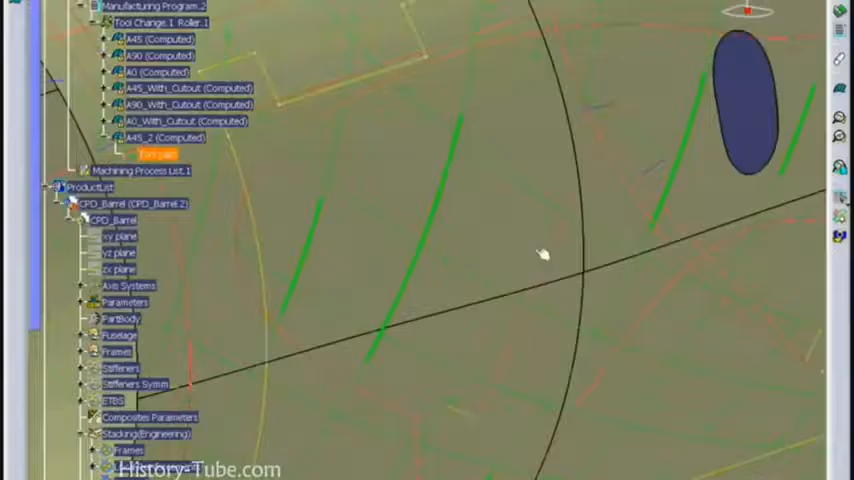 Manufacturing Program.2
Tool Change.1 Roller.1
A45 (Computed)
A90 (Computed)
A0 (Computed)
A45_With_Cutout (Computed)
A90_With_Cutout (Computed)
A0_With_Cutout (Computed)
A45_2 (Computed)
Tool path
Machining Process List.1
ProductList
CPD_Barrel (CPD_Barrel.2)
CPD_Barrel
xy plane
yz plane
zx plane
Axis Systems
Parameters
PartBody
Fuselage
Frames
Stiffeners
Stiffeners Symm
ETBS
Composites Parameters
Stacking(Engineering)
Frames
History-Tube.com